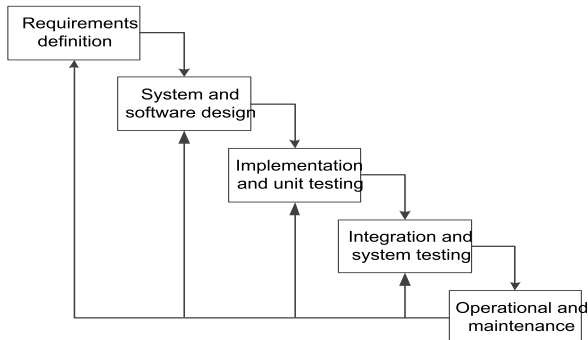 Requirements
definition
System and
software design
Implementation
and unit testing
Integration and
system testing
Operational and
maintenance